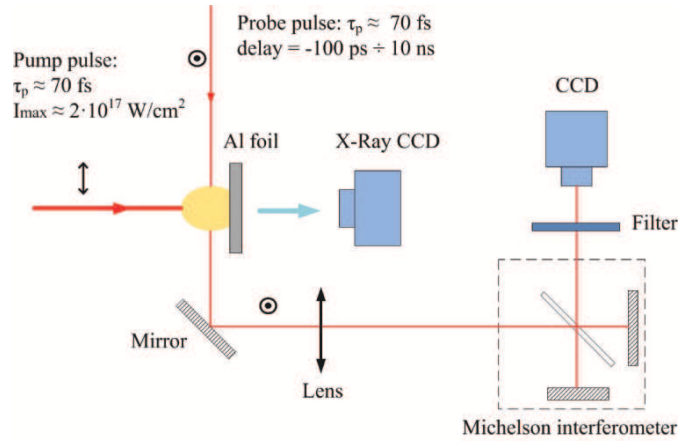 Probe pulse: τp ≈ 70 fs
delay = -100 ps ÷ 10 ns
Pump pulse:
τp ≈ 70 fs
Imax ≈ 2·10¹⁷ W/cm²
Al foil
X-Ray CCD
CCD
Filter
Mirror
Lens
Michelson interferometer